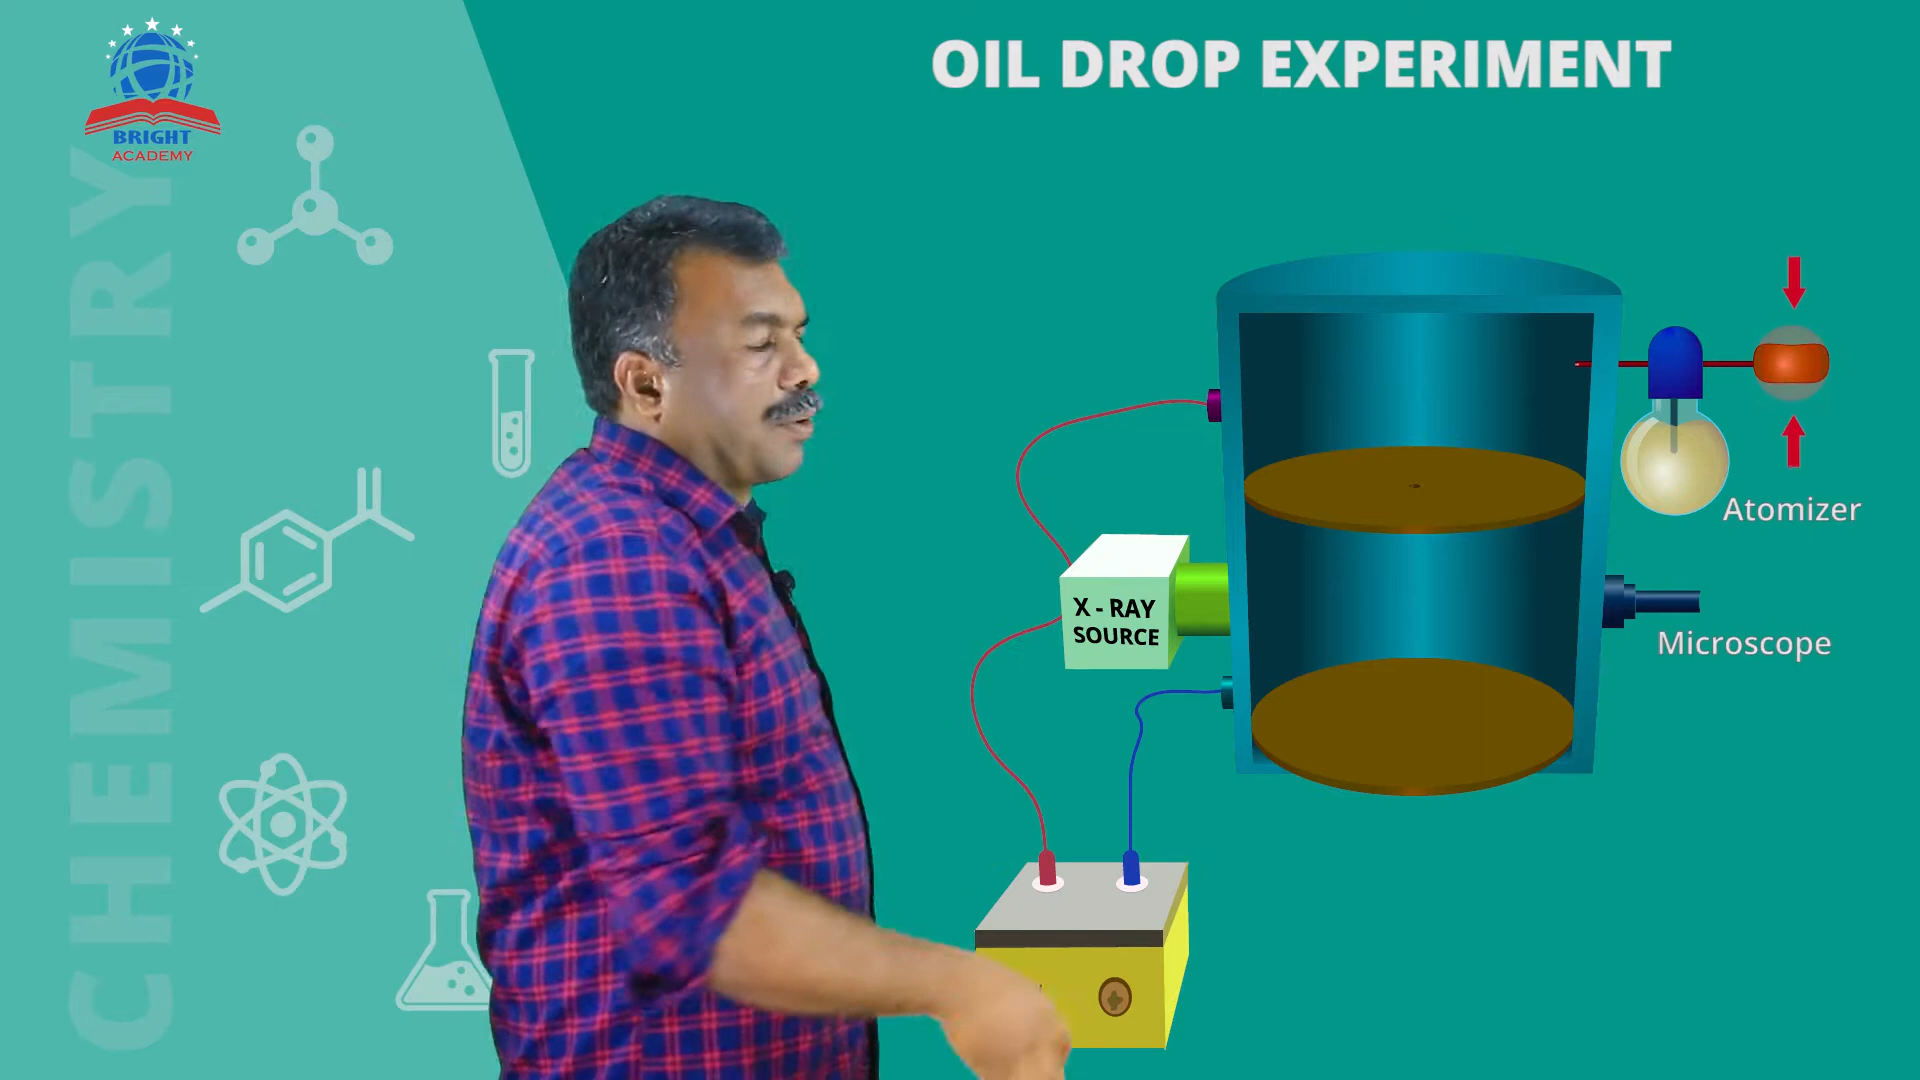 BRIGHT
ACADEMY
CHEMISTRY
OIL DROP EXPERIMENT
Atomizer
X - RAY
SOURCE
Microscope